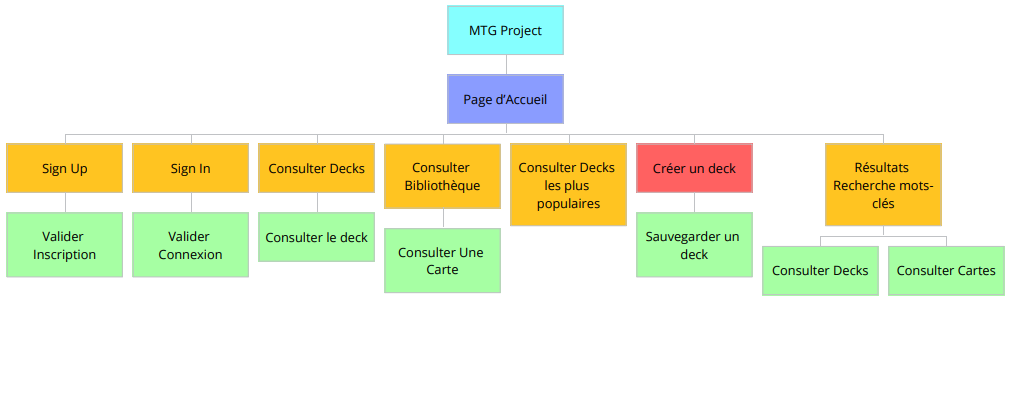 MTG Project
Page d'Accueil
Sign Up
Sign In
Consulter Decks
Consulter
Bibliothèque
Consulter Decks
les plus
populaires
Créer un deck
Résultats
Recherche mots-
clés
Valider
Inscription
Valider
Connexion
Consulter le deck
Consulter Une
Carte
Sauvegarder un
deck
Consulter Decks
Consulter Cartes